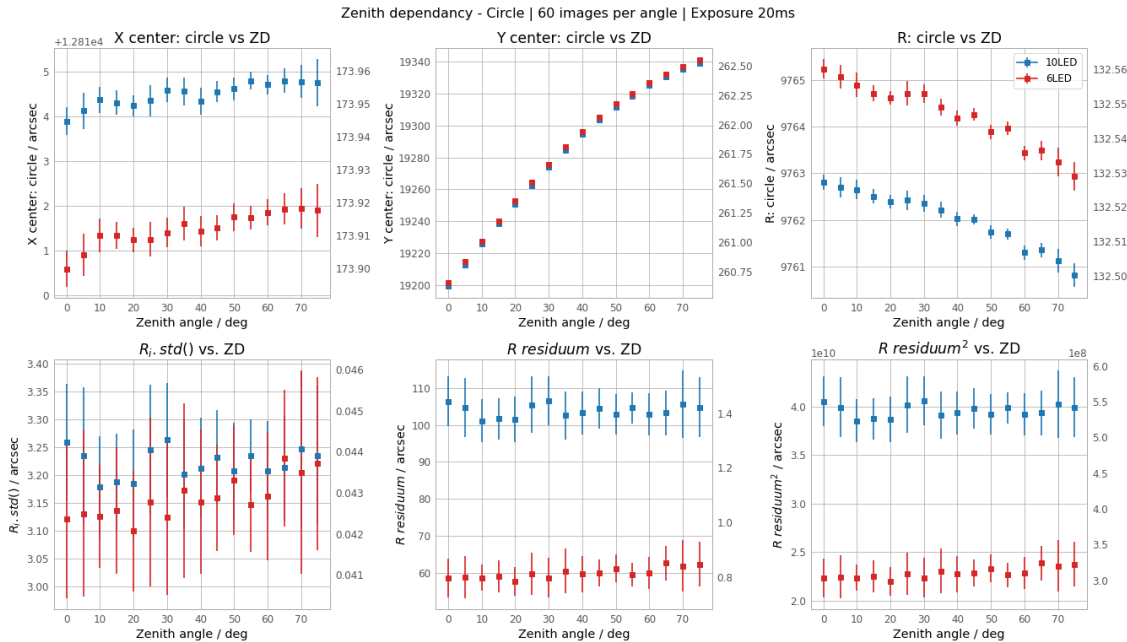 Zenith dependancy - Circle | 60 images per angle | Exposure 20ms
X center: circle vs ZD
+1.281e4
X center: circle / arcsec
5
4
3
2
1
0
173.96
173.95
173.94
173.93
173.92
173.91
173.90
0 10 20 30 40 50 60 70
Zenith angle / deg
Y center: circle vs ZD
Y center: circle / arcsec
19340
19320
19300
19280
19260
19240
19220
19200
262.50
262.25
262.00
261.75
261.50
261.25
261.00
260.75
0 10 20 30 40 50 60 70
Zenith angle / deg
R: circle vs ZD
R: circle / arcsec
9765
9764
9763
9762
9761
10LED
6LED
132.56
132.55
132.54
132.53
132.52
132.51
132.50
0 10 20 30 40 50 60 70
Zenith angle / deg
R_i.std() vs. ZD
R_i.std() / arcsec
3.40
3.35
3.30
3.25
3.20
3.15
3.10
3.05
3.00
0.046
0.045
0.044
0.043
0.042
0.041
0 10 20 30 40 50 60 70
Zenith angle / deg
R residuum vs. ZD
R residuum / arcsec
110
100
90
80
70
60
1.4
1.2
1.0
0.8
0 10 20 30 40 50 60 70
Zenith angle / deg
R residuum² vs. ZD
1e10
1e8
R residuum² / arcsec
4.0
3.5
3.0
2.5
2.0
6.0
5.5
5.0
4.5
4.0
3.5
3.0
0 10 20 30 40 50 60 70
Zenith angle / deg